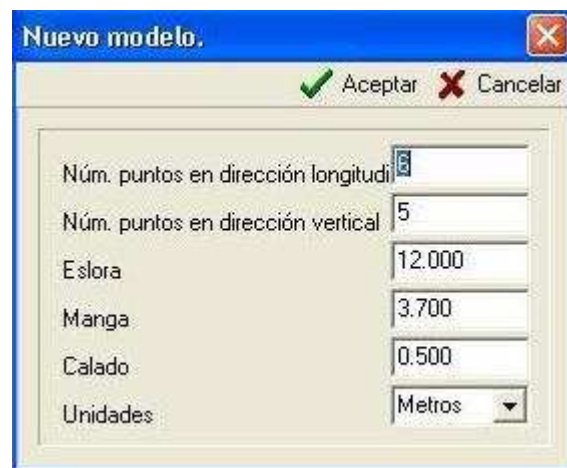 Nuevo modelo.
Aceptar Cancelar
Núm. puntos en dirección longitudi 6
Núm. puntos en dirección vertical 5
Eslora 12.000
Manga 3.700
Calado 0.500
Unidades Metros